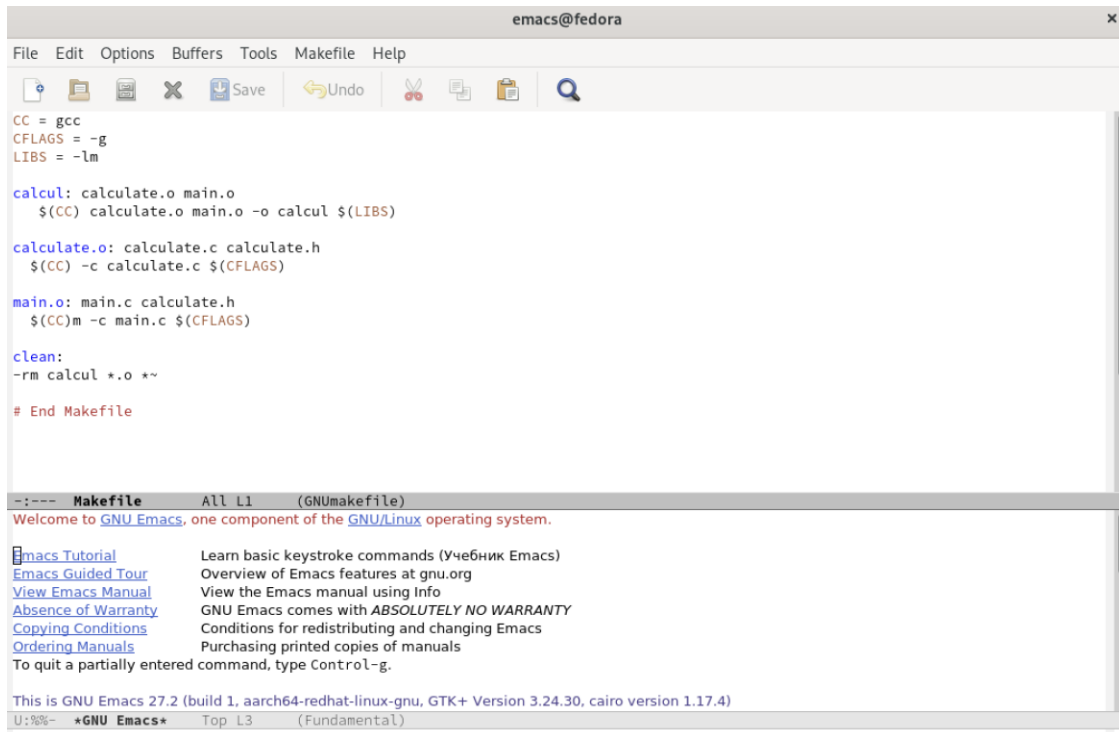 emacs@fedora ×
File Edit Options Buffers Tools Makefile Help
Save Undo
CC = gcc
CFLAGS = -g
LIBS = -lm
calcul: calculate.o main.o
$(CC) calculate.o main.o -o calcul $(LIBS)
calculate.o: calculate.c calculate.h
$(CC) -c calculate.c $(CFLAGS)
main.o: main.c calculate.h
$(CC)m -c main.c $(CFLAGS)
clean:
-rm calcul *.o *~
# End Makefile
-:--- Makefile All L1 (GNUmakefile)
Welcome to GNU Emacs, one component of the GNU/Linux operating system.
Emacs Tutorial Learn basic keystroke commands (Учебник Emacs)
Emacs Guided Tour Overview of Emacs features at gnu.org
View Emacs Manual View the Emacs manual using Info
Absence of Warranty GNU Emacs comes with ABSOLUTELY NO WARRANTY
Copying Conditions Conditions for redistributing and changing Emacs
Ordering Manuals Purchasing printed copies of manuals
To quit a partially entered command, type Control-g.
This is GNU Emacs 27.2 (build 1, aarch64-redhat-linux-gnu, GTK+ Version 3.24.30, cairo version 1.17.4)
U:%%- *GNU Emacs* Top L3 (Fundamental)